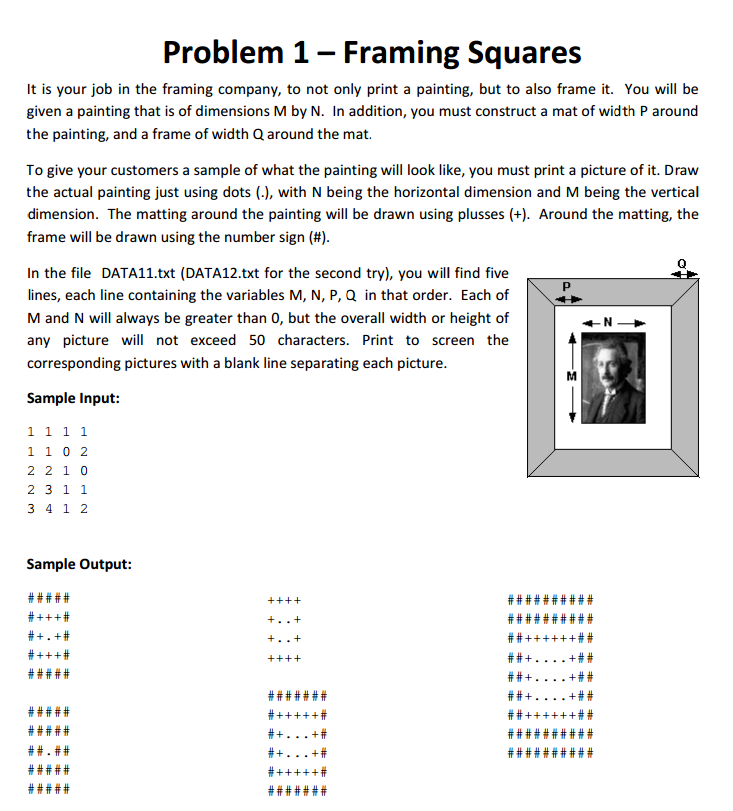 Problem 1 – Framing Squares
It is your job in the framing company, to not only print a painting, but to also frame it.  You will be
given a painting that is of dimensions M by N.  In addition, you must construct a mat of width P around
the painting, and a frame of width Q around the mat.
To give your customers a sample of what the painting will look like, you must print a picture of it. Draw
the actual painting just using dots (.), with N being the horizontal dimension and M being the vertical
dimension.  The matting around the painting will be drawn using plusses (+).  Around the matting, the
frame will be drawn using the number sign (#).
In the file  DATA11.txt (DATA12.txt for the second try), you will find five
lines, each line containing the variables M, N, P, Q  in that order.  Each of
M and N will always be greater than 0, but the overall width or height of
any picture will not exceed 50 characters. Print to screen the
corresponding pictures with a blank line separating each picture.
Q
P
N
M
Sample Input:
1 1 1 1
1 1 0 2
2 2 1 0
2 3 1 1
3 4 1 2
Sample Output:
#####
#+++#
#+.+#
#+++#
#####
#####
#####
##.##
#####
#####
++++
+..+
+..+
++++
#######
#+++++#
#+...+#
#+...+#
#+++++#
#######
##########
##########
##++++++##
##+....+##
##+....+##
##+....+##
##++++++##
##########
##########